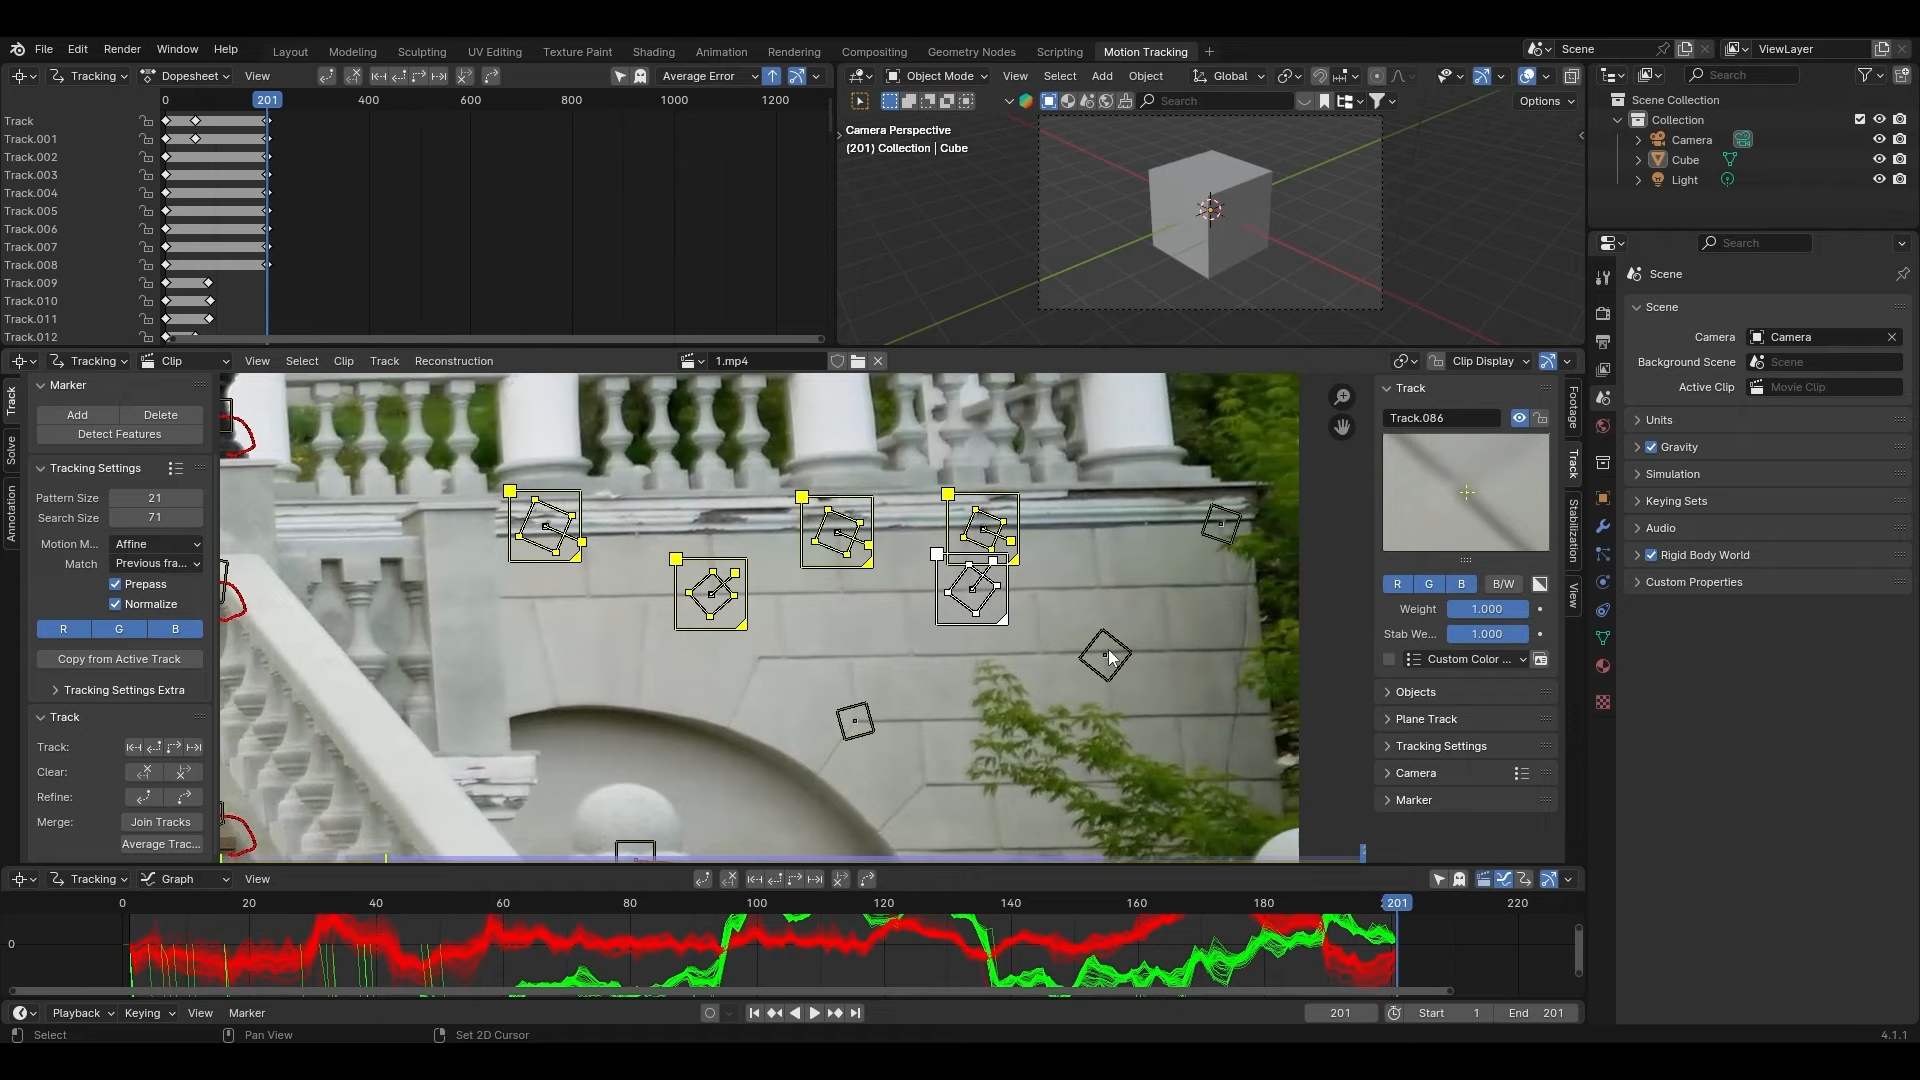 File Edit Render Window Help Layout Modeling Sculpting UV Editing Texture Paint Shading Animation Rendering Compositing Geometry Nodes Scripting Motion Tracking + Scene ViewLayer
Tracking Dopesheet View Average Error Object Mode View Select Add Object Global Search
0 201 400 600 800 1000 1200 Search Options
Camera Perspective
(201) Collection | Cube
Track
Track.001
Track.002
Track.003
Track.004
Track.005
Track.006
Track.007
Track.008
Track.009
Track.010
Track.011
Track.012
Scene Collection
Collection
Camera
Cube
Light
Search
Scene
Scene
Camera Camera
Background Scene Scene
Active Clip Movie Clip
Units
Gravity
Simulation
Keying Sets
Audio
Rigid Body World
Custom Properties
Tracking Clip View Select Clip Track Reconstruction 1.mp4 Clip Display
Track
Solve
Annotation
Marker
Add Delete
Detect Features
Tracking Settings
Pattern Size 21
Search Size 71
Motion M... Affine
Match Previous fra...
Prepass
Normalize
R G B
Copy from Active Track
Tracking Settings Extra
Track
Track:
Clear:
Refine:
Merge: Join Tracks
Average Trac...
Track
Track.086
R G B B/W
Weight 1.000
Stab We... 1.000
Custom Color ...
Objects
Plane Track
Tracking Settings
Camera
Marker
Footage
Track
Stabilization
View
Tracking Graph View
0 20 40 60 80 100 120 140 160 180 201 220
0
Playback Keying View Marker 201 Start 1 End 201
Select Pan View Set 2D Cursor 4.1.1